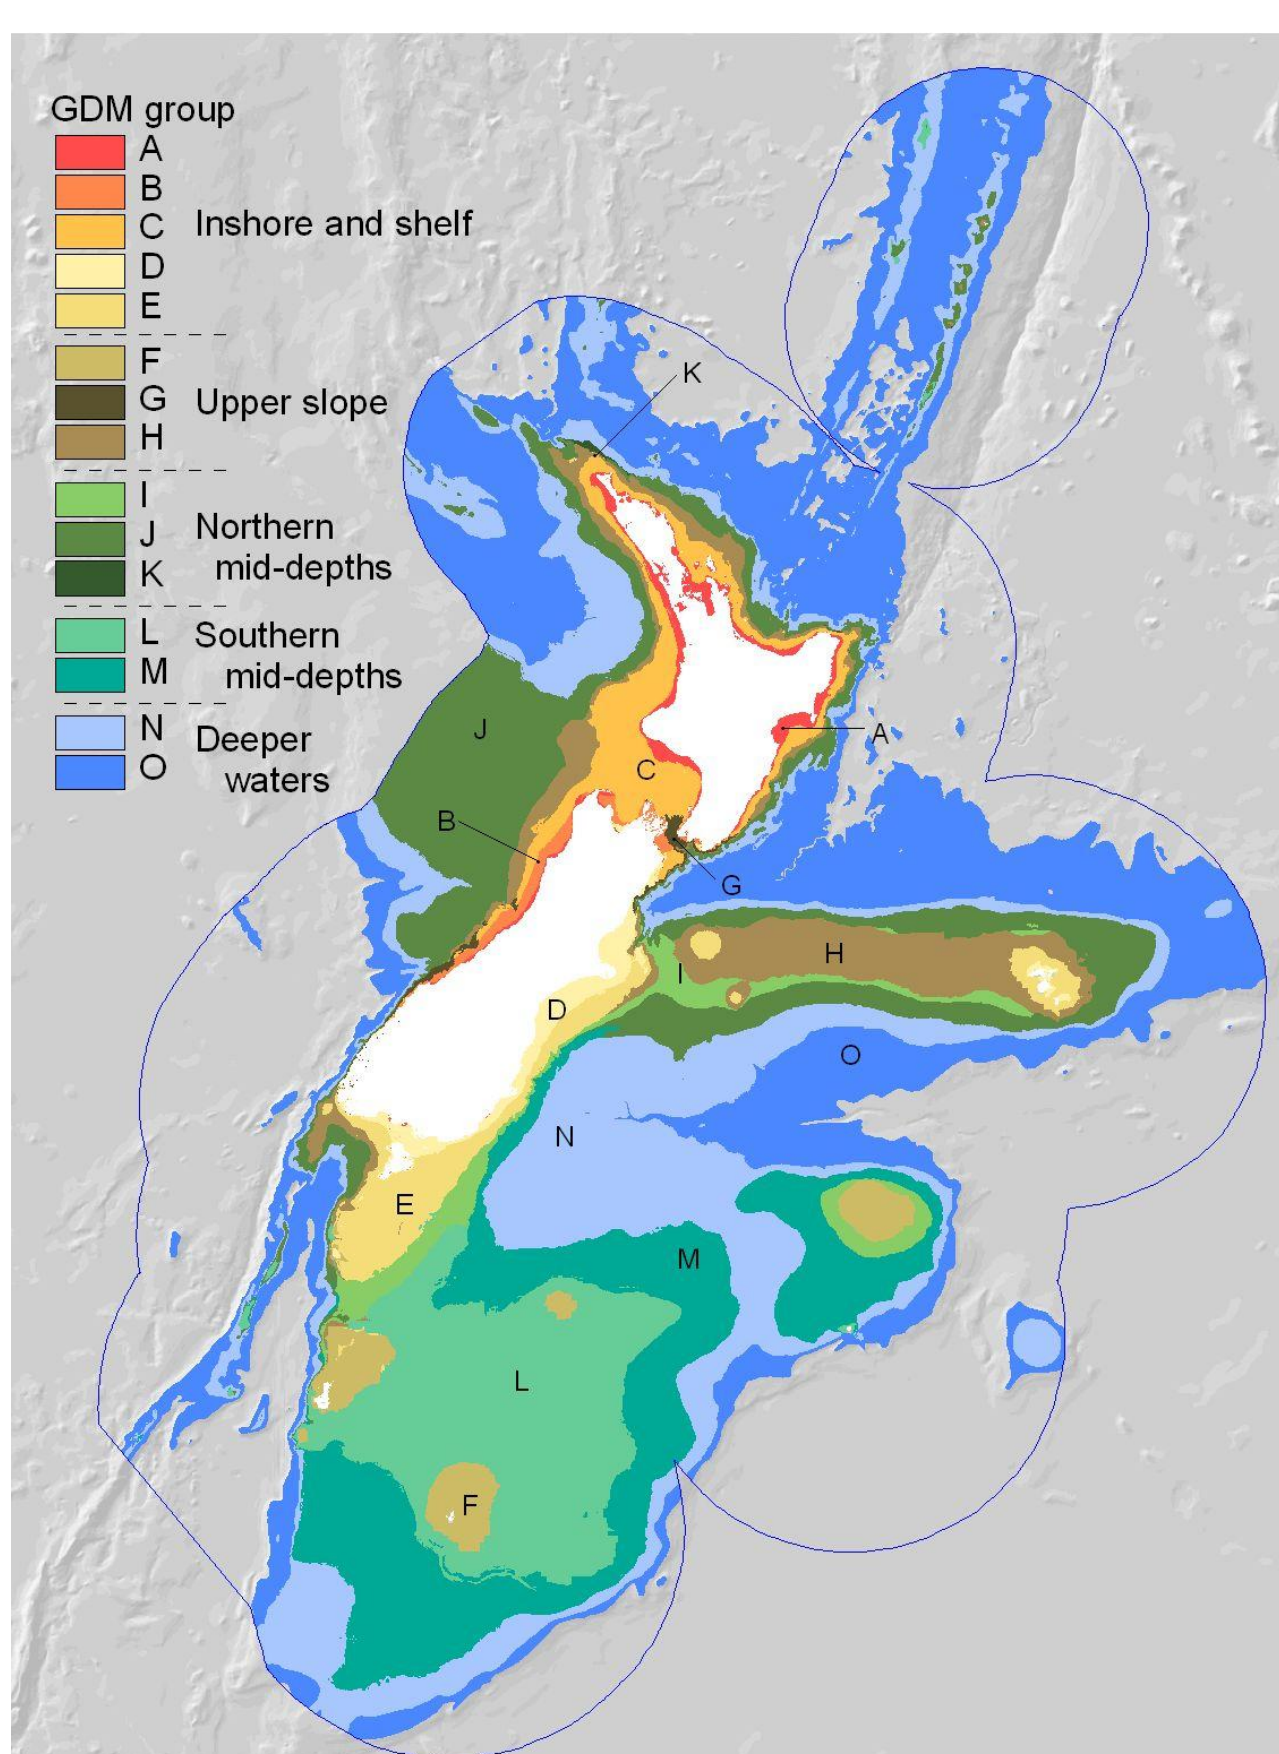 GDM group
A
B
C Inshore and shelf
D
E
F
G Upper slope
H
I
J Northern
mid-depths
K
L Southern
M mid-depths
N Deeper
O waters
K
J
A
C
B
G
H
I
D
O
N
E
M
L
F